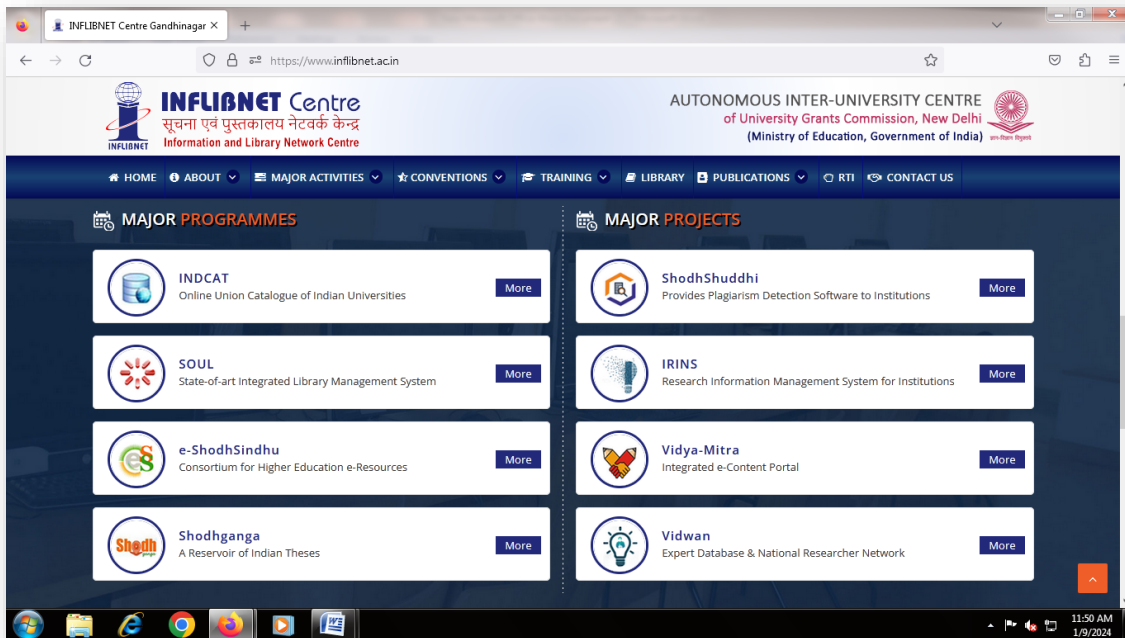 INFLIBNET Centre Gandhinagar ×
https://www.inflibnet.ac.in
INFLIBNET
INFLIBNET Centre
सूचना एवं पुस्तकालय नेटवर्क केन्द्र
Information and Library Network Centre
AUTONOMOUS INTER-UNIVERSITY CENTRE
of University Grants Commission, New Delhi
(Ministry of Education, Government of India)
HOME ABOUT MAJOR ACTIVITIES CONVENTIONS TRAINING LIBRARY PUBLICATIONS RTI CONTACT US
MAJOR PROGRAMMES
INDCAT
Online Union Catalogue of Indian Universities
More
SOUL
State-of-art Integrated Library Management System
More
e-ShodhSindhu
Consortium for Higher Education e-Resources
More
Shodh
Shodhganga
A Reservoir of Indian Theses
More
MAJOR PROJECTS
ShodhShuddhi
Provides Plagiarism Detection Software to Institutions
More
IRINS
Research Information Management System for Institutions
More
Vidya-Mitra
Integrated e-Content Portal
More
Vidwan
Expert Database & National Researcher Network
More
11:50 AM
1/9/2024